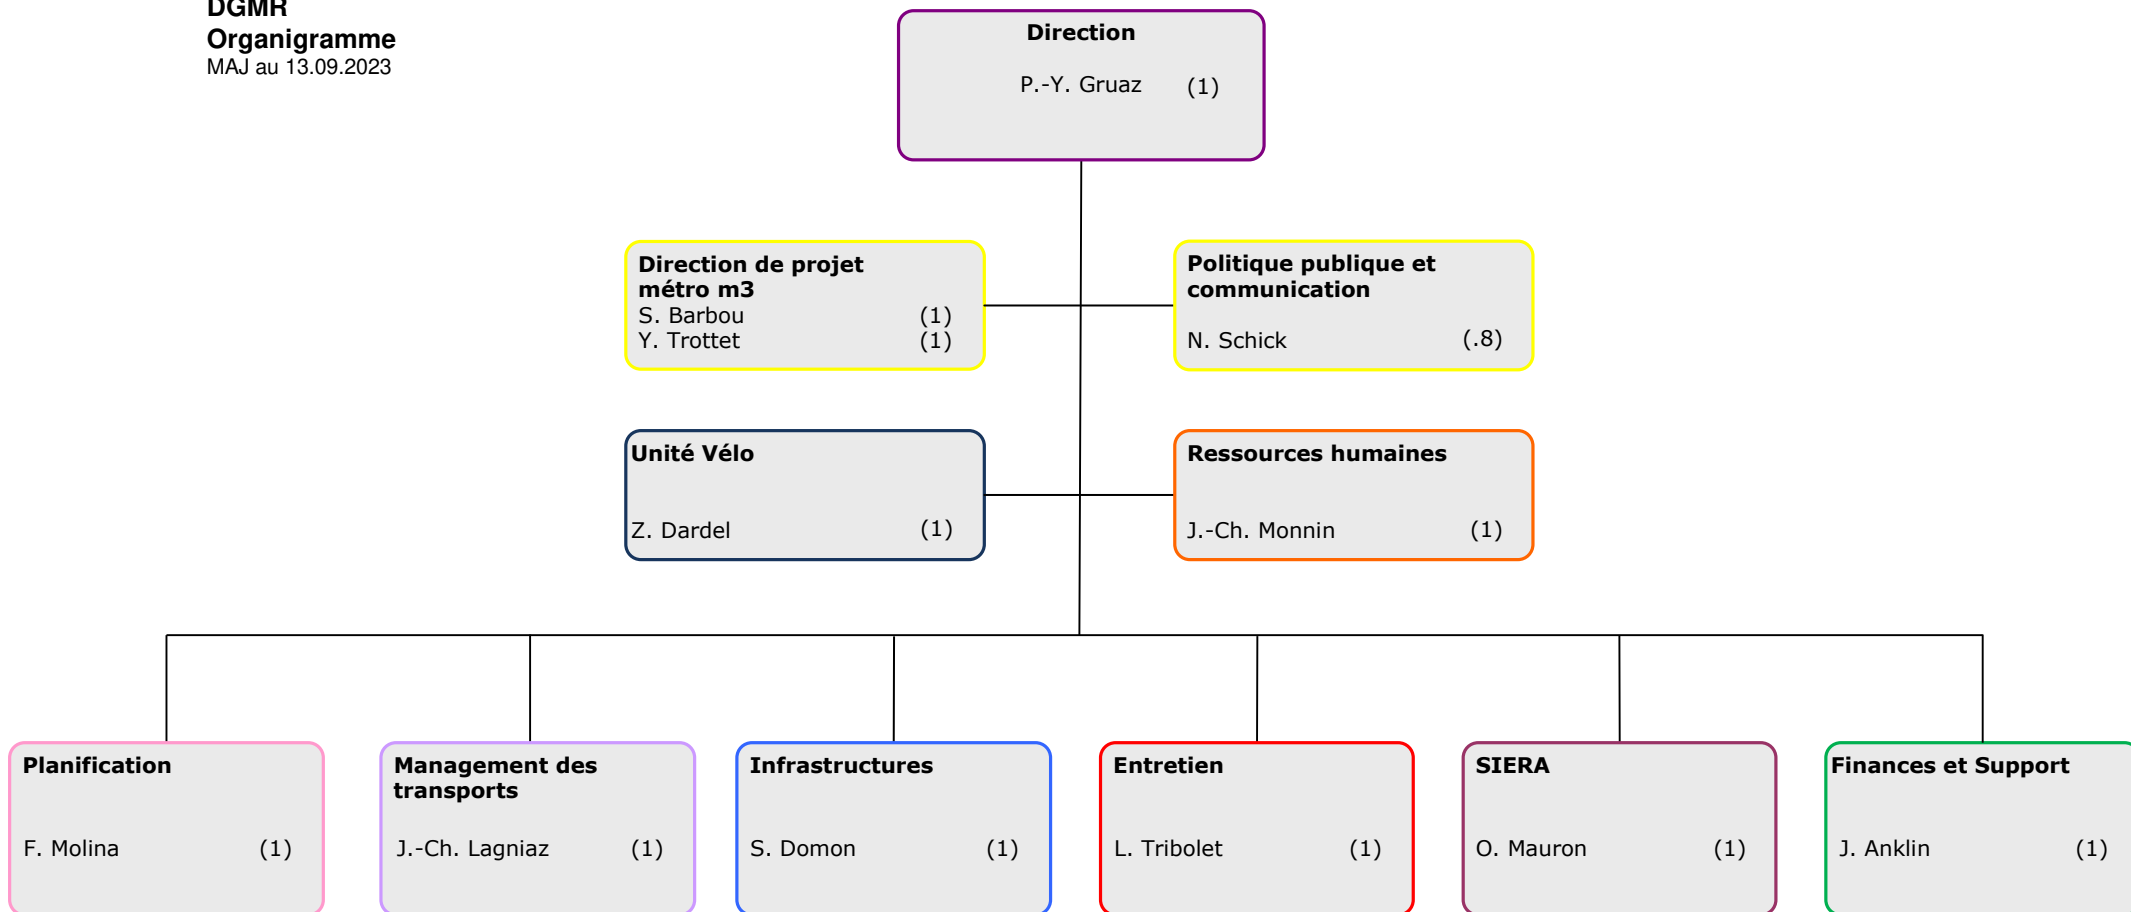 DGMR
Organigramme
MAJ au 13.09.2023
Direction
P.-Y. Gruaz (1)
Direction de projet
métro m3
S. Barbou (1)
Y. Trottet (1)
Politique publique et
communication
N. Schick (.8)
Unité Vélo
Z. Dardel (1)
Ressources humaines
J.-Ch. Monnin (1)
Planification
F. Molina (1)
Management des
transports
J.-Ch. Lagniaz (1)
Infrastructures
S. Domon (1)
Entretien
L. Tribolet (1)
SIERA
O. Mauron (1)
Finances et Support
J. Anklin (1)